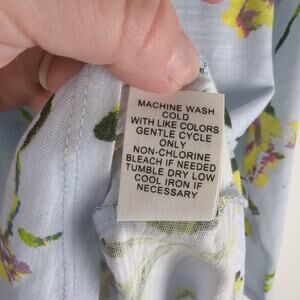 MACHINE WASH
COLD
WITH LIKE COLORS
GENTLE CYCLE
ONLY
NON-CHLORINE
BLEACH IF NEEDED
TUMBLE DRY LOW
COOL IRON IF
NECESSARY